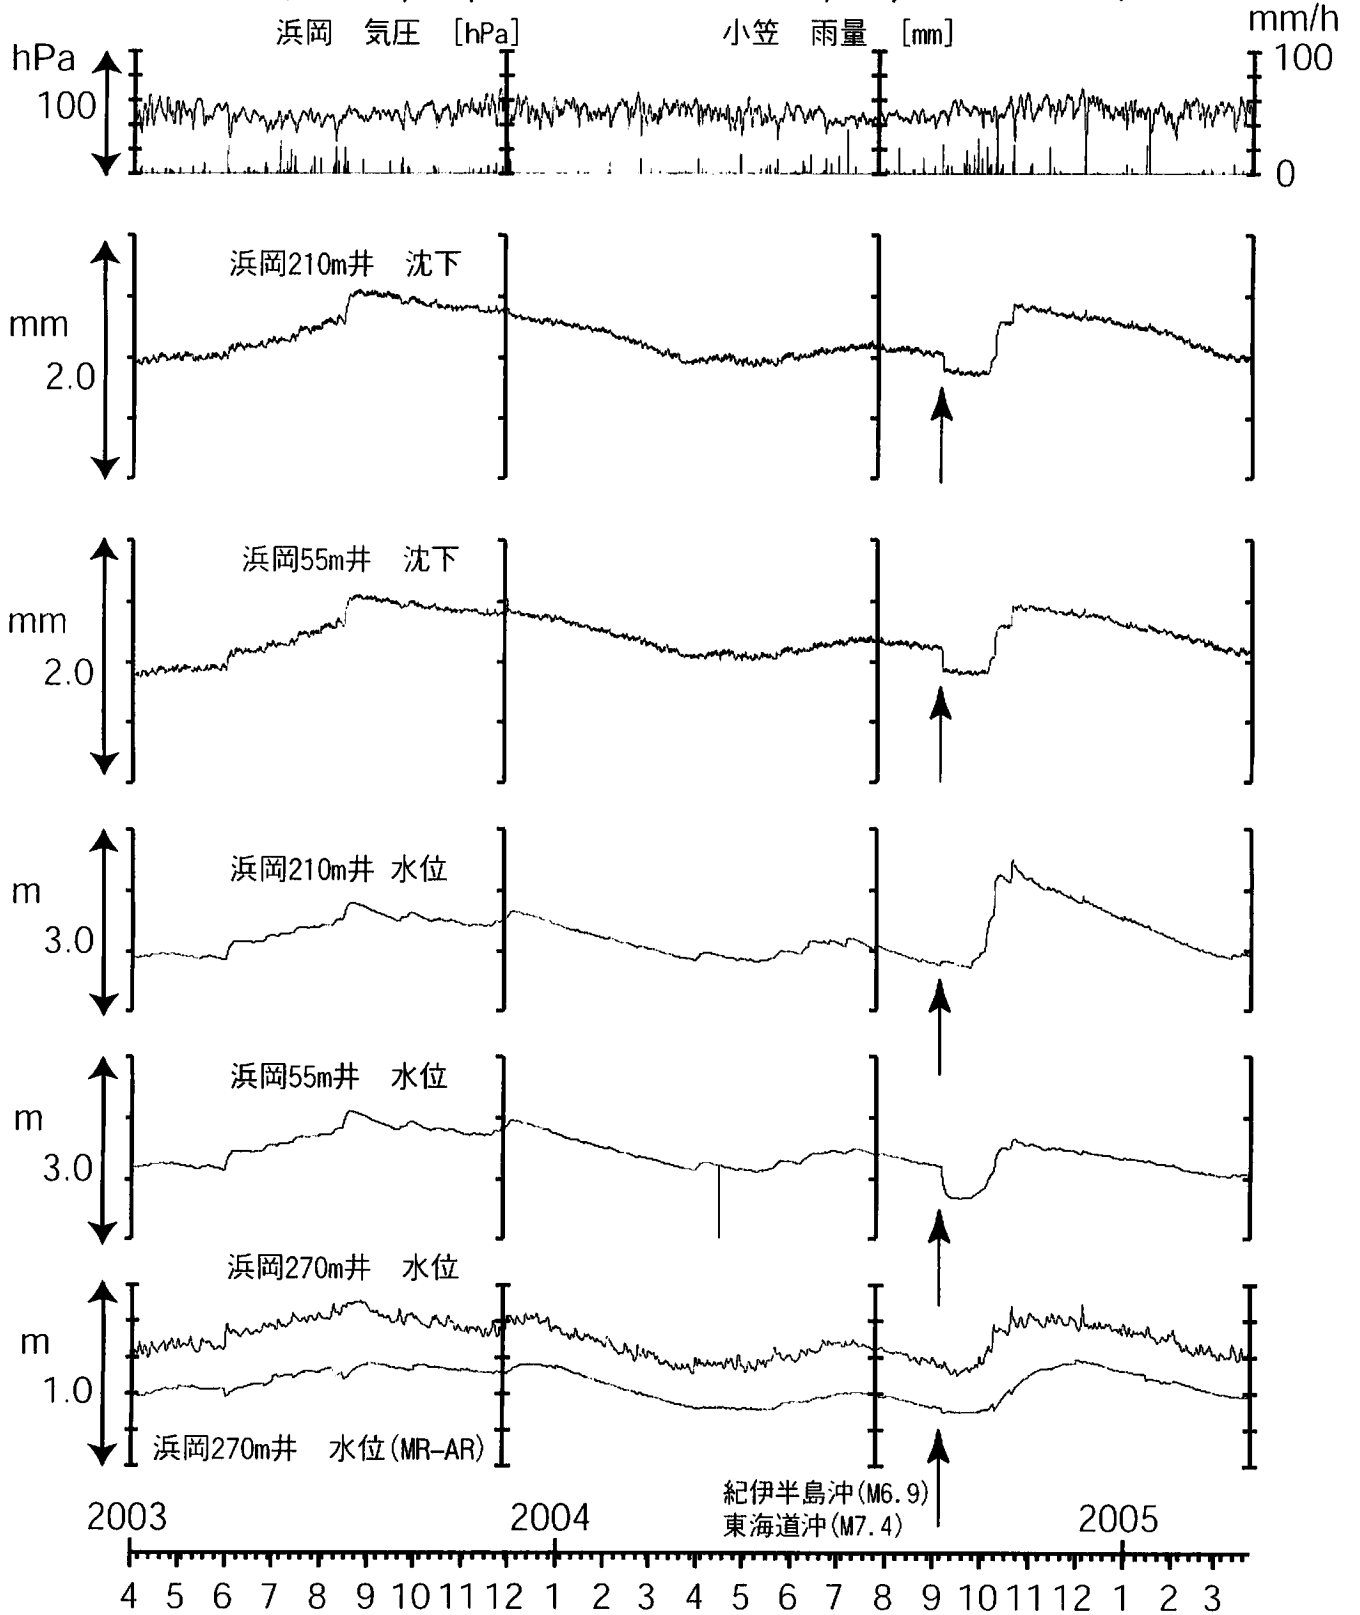 浜岡 気圧 [hPa] 小笠 雨量 [mm] mm/h
hPa 100
100
0
浜岡210m井 沈下
mm
2.0
浜岡55m井 沈下
mm
2.0
浜岡210m井 水位
m
3.0
浜岡55m井 水位
m
3.0
浜岡270m井 水位
m
1.0
浜岡270m井 水位(MR-AR)
紀伊半島沖(M6.9)
東海道沖(M7.4)
2003 2004 2005
4 5 6 7 8 9 10 11 12 1 2 3 4 5 6 7 8 9 10 11 12 1 2 3